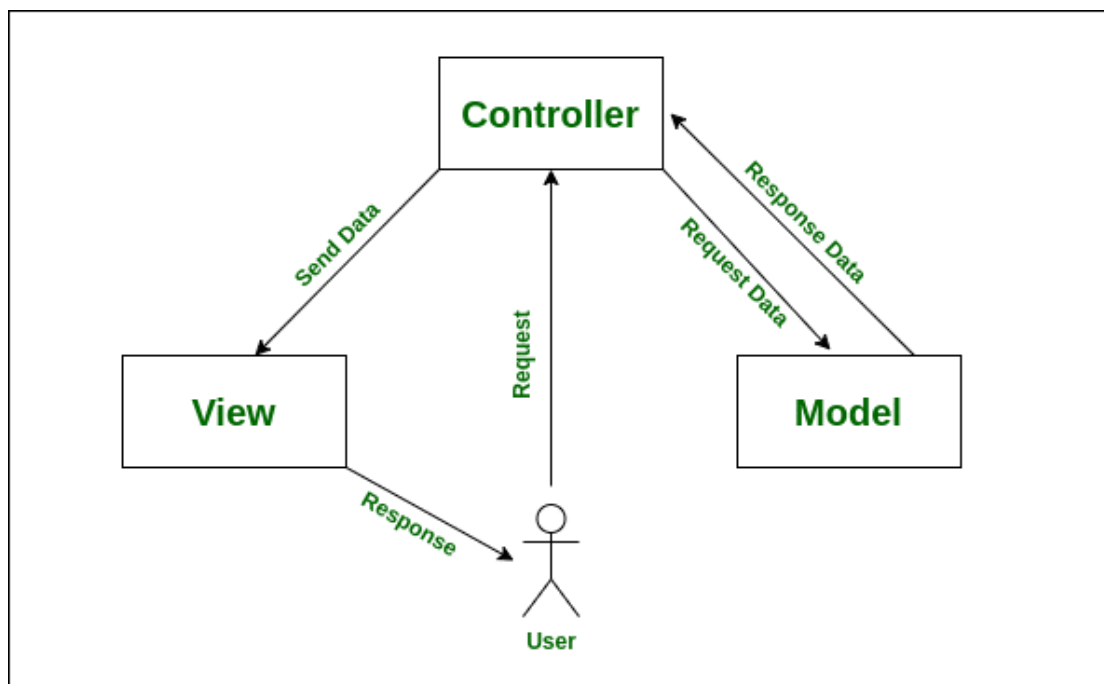 Controller
Send Data
Request
Request Data
Response Data
View
Model
Response
User